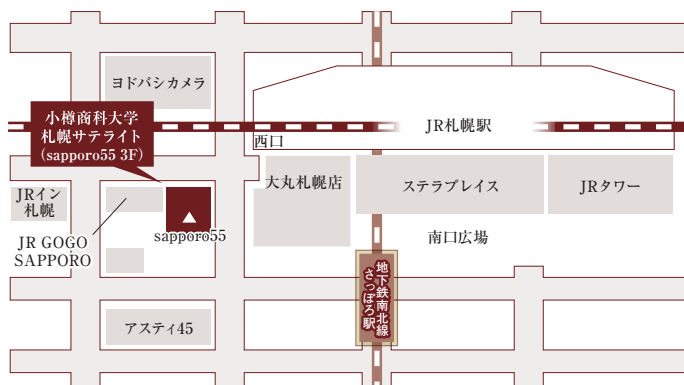 ヨドバシカメラ
小樽商科大学
札幌サテライト
(sapporo55 3F)
JR札幌駅
西口
大丸札幌店
ステラプレイス
JRタワー
JRイン
札幌
sapporo55
JR GOGO
SAPPORO
南口広場
地下鉄南北線
さっぽろ駅
アスティ45